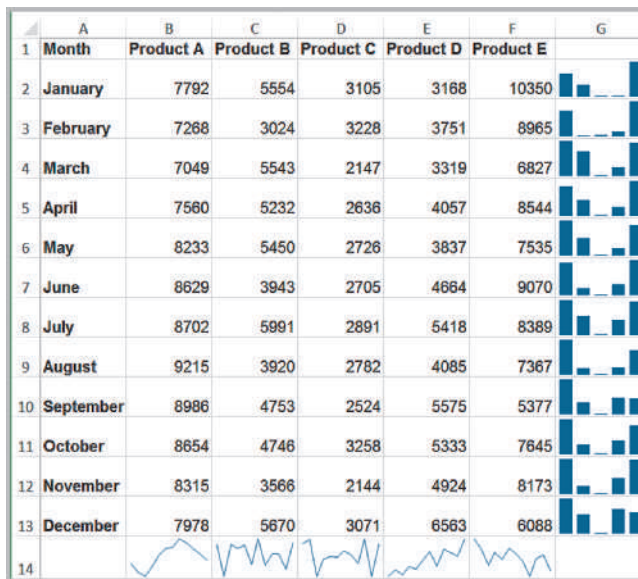 A B C D E F G
1 Month Product A Product B Product C Product D Product E
2 January 7792 5554 3105 3168 10350
3 February 7268 3024 3228 3751 8965
4 March 7049 5543 2147 3319 6827
5 April 7560 5232 2636 4057 8544
6 May 8233 5450 2726 3837 7535
7 June 8629 3943 2705 4664 9070
8 July 8702 5991 2891 5418 8389
9 August 9215 3920 2782 4085 7367
10 September 8986 4753 2524 5575 5377
11 October 8654 4746 3258 5333 7645
12 November 8315 3566 2144 4924 8173
13 December 7978 5670 3071 6563 6088
14